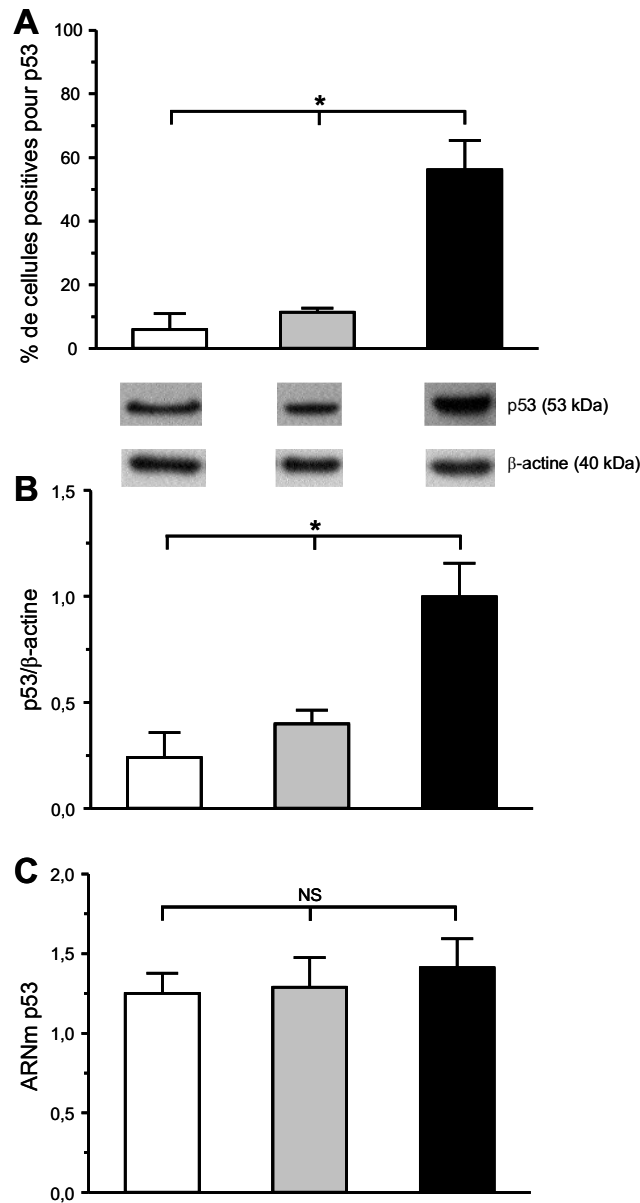 A
% de cellules positives pour p53
100
80
60
40
20
0
*
p53 (53 kDa)
β-actine (40 kDa)
B
p53/β-actine
1,5
1,0
0,5
0,0
*
C
ARNm p53
2,0
1,5
1,0
0,5
0,0
NS